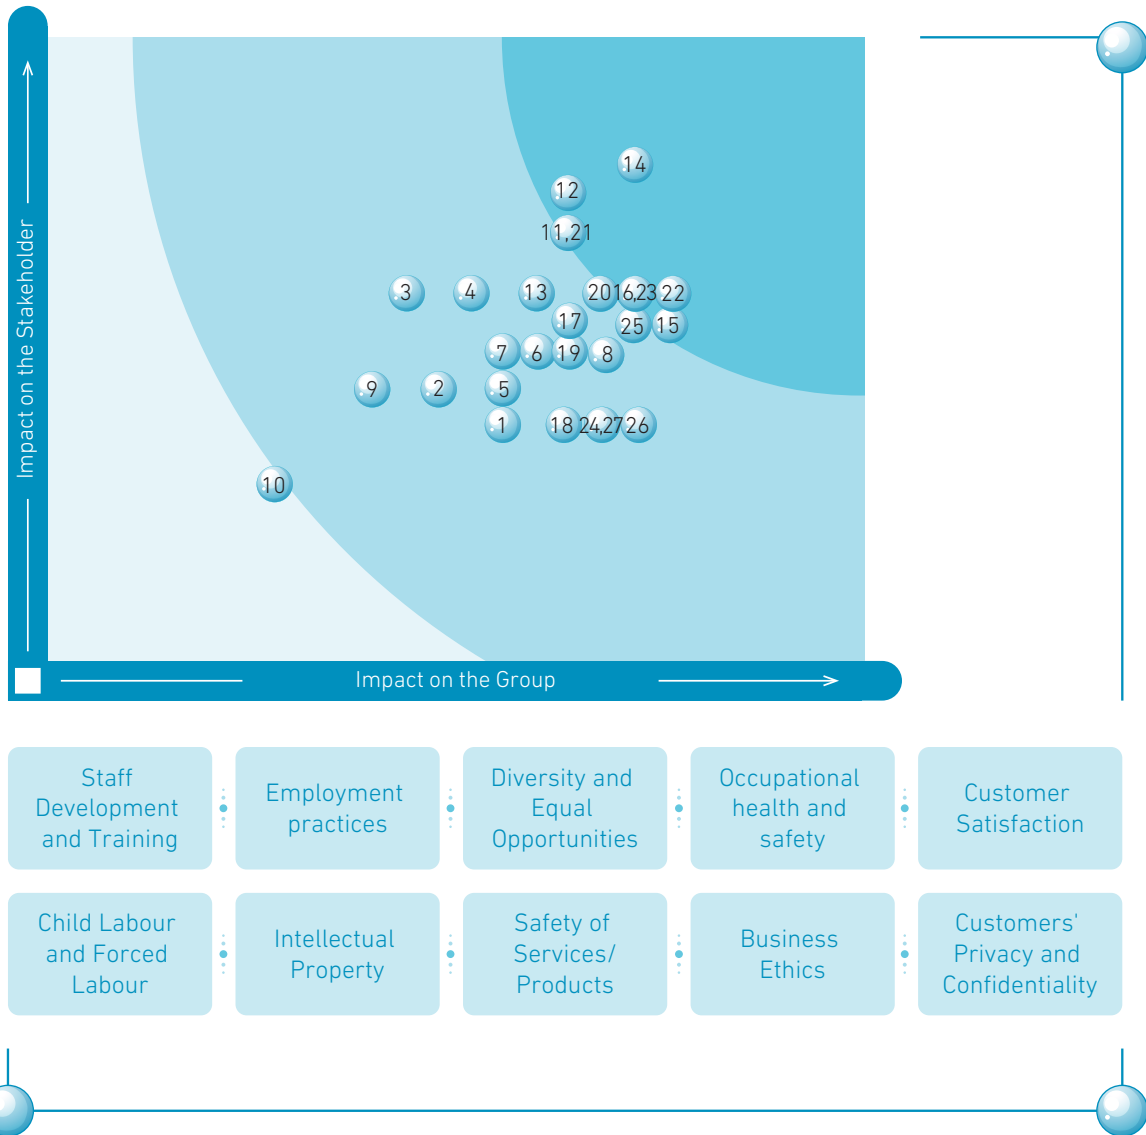 Impact on the Stakeholder
14
12
11,21
3
4
13
20
16,23
22
17
25
15
7
6
19
8
9
2
5
1
18
24,27
26
10
Impact on the Group
Staff
Development
and Training
Employment
practices
Diversity and
Equal
Opportunities
Occupational
health and
safety
Customer
Satisfaction
Child Labour
and Forced
Labour
Intellectual
Property
Safety of
Services/
Products
Business
Ethics
Customers'
Privacy and
Confidentiality